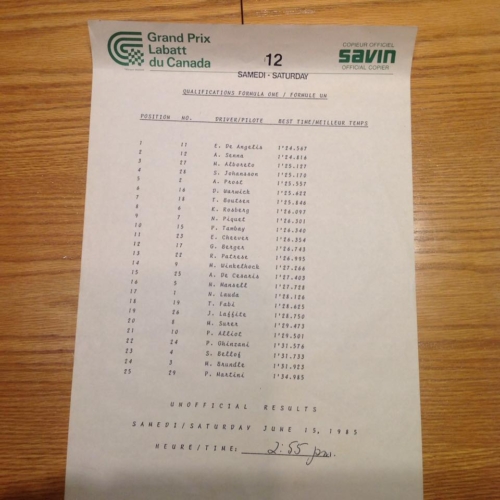 Grand Prix
Labatt
du Canada
12
SAMEDI - SATURDAY
COPIEUR OFFICIEL
SAVIN
OFFICIAL COPIER
QUALIFICATIONS FORMULA ONE / FORMULE UN
POSITION NO. DRIVER/PILOTE BEST TIME/MEILLEUR TEMPS
1 11 E. De Angelis 1'24.567
2 12 A. Senna 1'24.816
3 27 M. Alboreto 1'25.127
4 28 S. Johansson 1'25.170
5 2 A. Prost 1'25.557
6 16 D. Warwick 1'25.622
7 18 T. Boutsen 1'25.846
8 6 K. Rosberg 1'26.097
9 7 N. Piquet 1'26.301
10 15 P. Tambay 1'26.340
11 23 E. Cheever 1'26.354
12 17 G. Berger 1'26.743
13 22 R. Patrese 1'26.995
14 9 M. Winkelhock 1'27.266
15 25 A. De Cesaris 1'27.403
16 5 N. Mansell 1'27.728
17 1 N. Lauda 1'28.126
18 19 T. Fabi 1'28.625
19 26 J. Laffite 1'28.750
20 8 M. Surer 1'29.473
21 10 P. Alliot 1'29.501
22 24 P. Ghinzani 1'31.576
23 4 S. Bellof 1'31.733
24 3 M. Brundle 1'31.923
25 29 P. Martini 1'34.985
UNOFFICIAL RESULTS
SAMEDI/SATURDAY JUNE 15, 1985
HEURE/TIME: 2:55 pm.